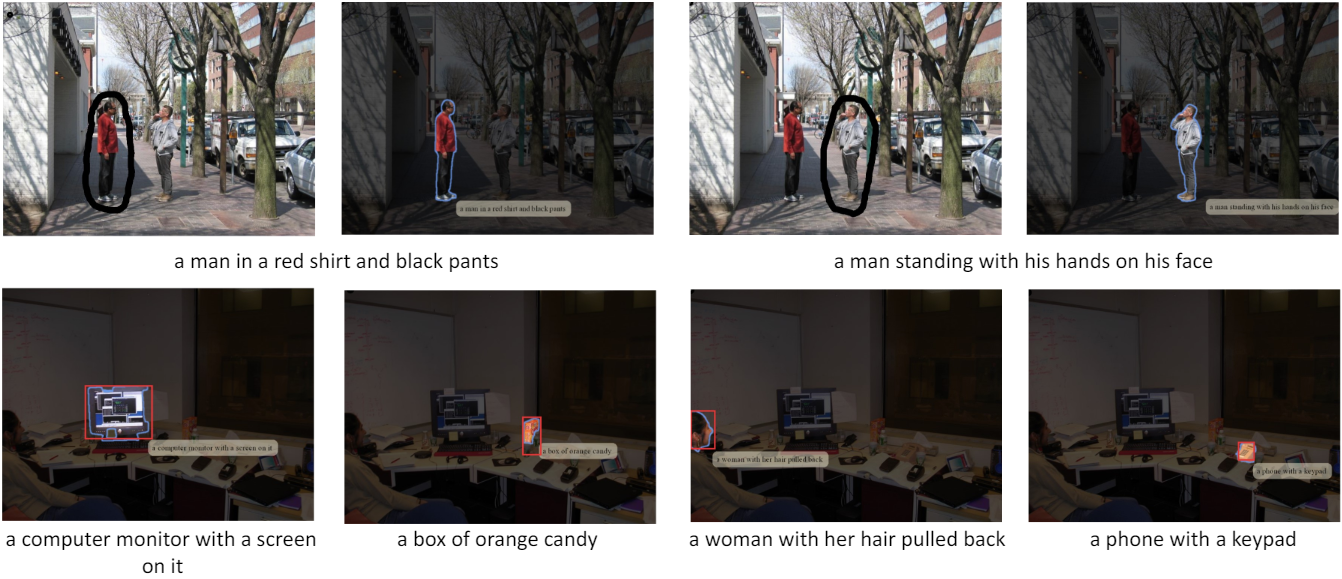 a man in a red shirt and black pants
a man standing with his hands on his face
a man in a red shirt and black pants
a man standing with his hands on his face
a computer monitor with a screen on it
a box of orange candy
a woman with her hair pulled back
a phone with a keypad
a computer monitor with a screen
on it
a box of orange candy
a woman with her hair pulled back
a phone with a keypad